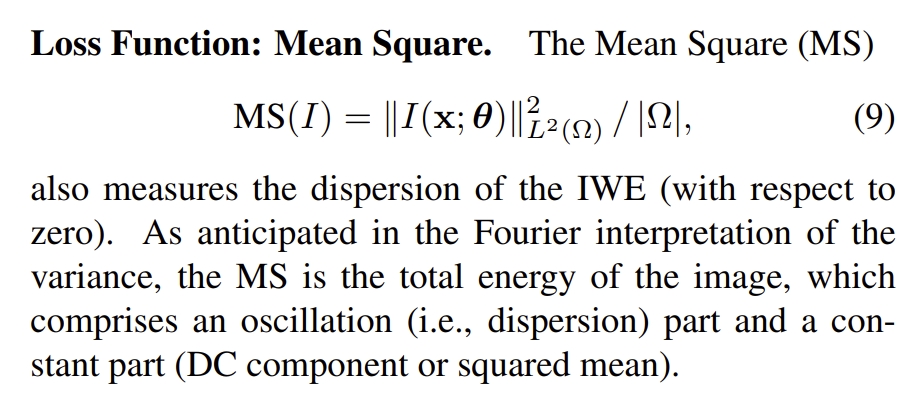 Loss Function: Mean Square. The Mean Square (MS)
MS(I) = ‖I(x; θ)‖²_{L²(Ω)} / |Ω|, (9)
also measures the dispersion of the IWE (with respect to
zero). As anticipated in the Fourier interpretation of the
variance, the MS is the total energy of the image, which
comprises an oscillation (i.e., dispersion) part and a con-
stant part (DC component or squared mean).